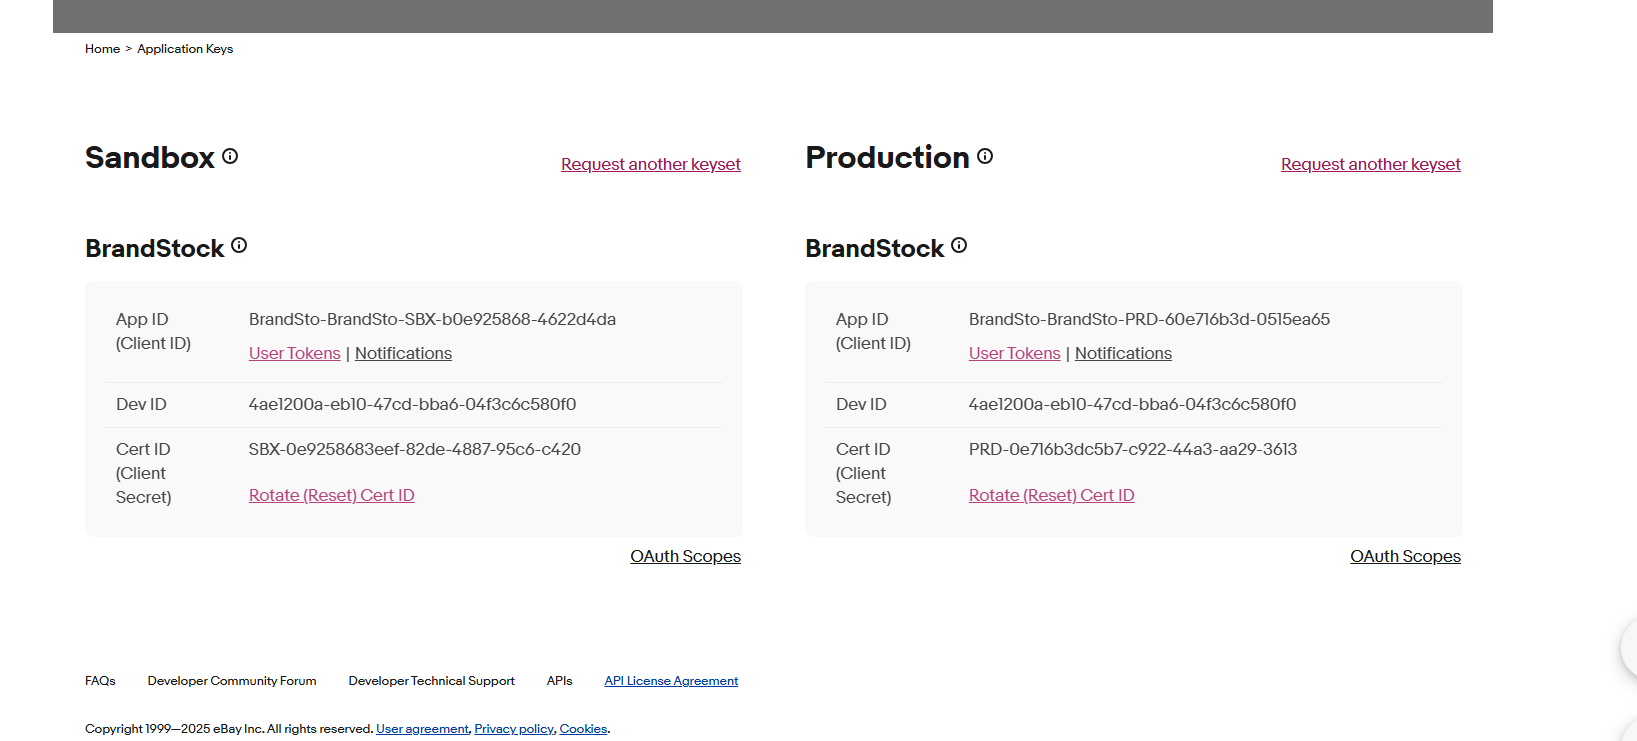 Home > Application Keys
Sandbox
Request another keyset
Production
Request another keyset
BrandStock
BrandStock
App ID
(Client ID)
BrandSto-BrandSto-SBX-b0e925868-4622d4da
User Tokens | Notifications
Dev ID
4ae1200a-eb10-47cd-bba6-04f3c6c580f0
Cert ID
(Client
Secret)
SBX-0e9258683eef-82de-4887-95c6-c420
Rotate (Reset) Cert ID
OAuth Scopes
App ID
(Client ID)
BrandSto-BrandSto-PRD-60e716b3d-0515ea65
User Tokens | Notifications
Dev ID
4ae1200a-eb10-47cd-bba6-04f3c6c580f0
Cert ID
(Client
Secret)
PRD-0e716b3dc5b7-c922-44a3-aa29-3613
Rotate (Reset) Cert ID
OAuth Scopes
FAQs Developer Community Forum Developer Technical Support APIs API License Agreement
Copyright 1999—2025 eBay Inc. All rights reserved. User agreement, Privacy policy, Cookies.